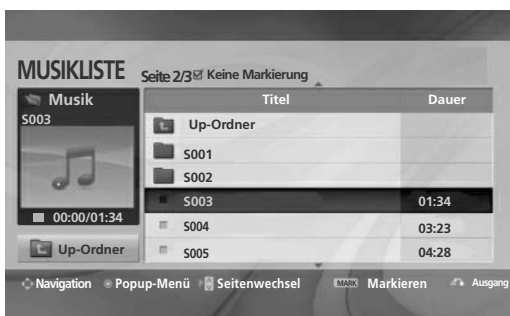 MUSIKLISTE
Seite 2/3 Keine Markierung
Musik
S003
00:00/01:34
Up-Ordner
Titel Dauer
Up-Ordner
S001
S002
S003 01:34
S004 03:23
S005 04:28
Navigation Popup-Menü P Seitenwechsel MARK Markieren Ausgang